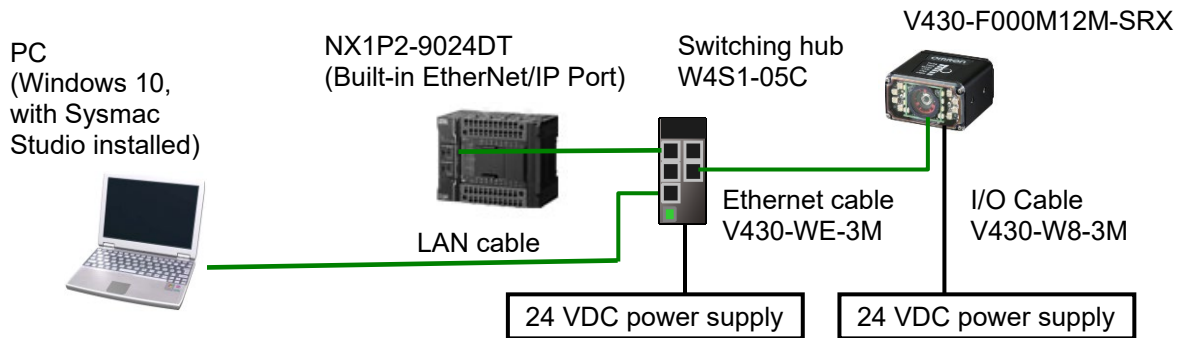 V430-F000M12M-SRX
PC
(Windows 10,
with Sysmac
Studio installed)
NX1P2-9024DT
(Built-in EtherNet/IP Port)
Switching hub
W4S1-05C
omron
Ethernet cable
V430-WE-3M
I/O Cable
V430-W8-3M
LAN cable
24 VDC power supply
24 VDC power supply